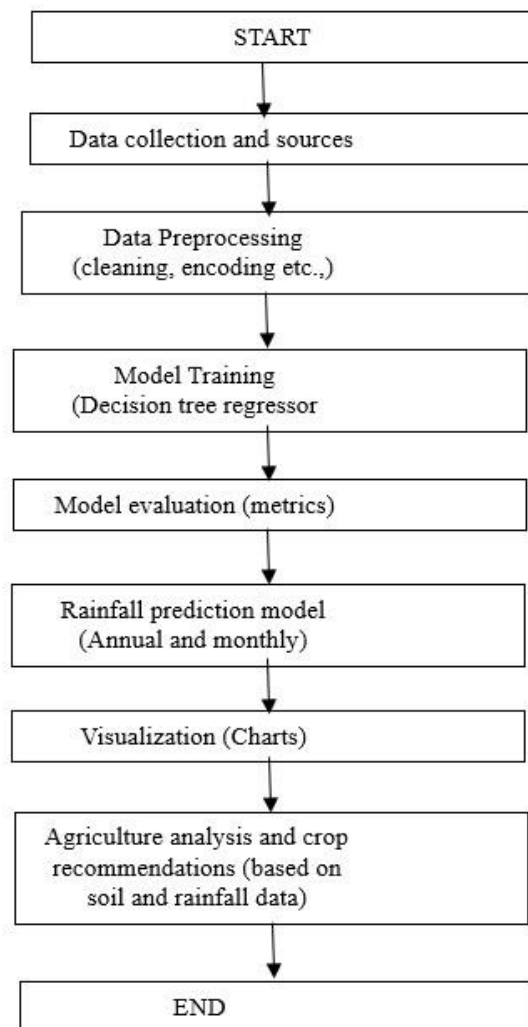 START
Data collection and sources
Data Preprocessing
(cleaning, encoding etc.,)
Model Training
(Decision tree regressor
Model evaluation (metrics)
Rainfall prediction model
(Annual and monthly)
Visualization (Charts)
Agriculture analysis and crop
recommendations (based on
soil and rainfall data)
END